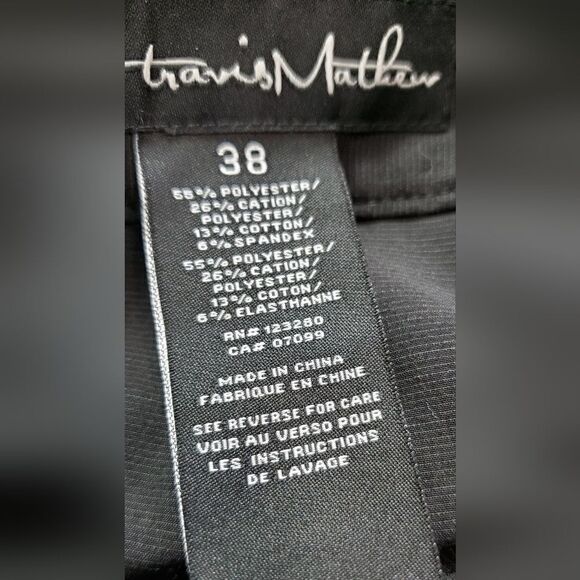 travisMathew
38
55% POLYESTER/
26% CATION/
POLYESTER/
13% COTTON/
6% SPANDEX
55% POLYESTER/
26% CATION/
POLYESTER/
13% COTON/
6% ELASTHANNE
RN# 123280
CA# 07099
MADE IN CHINA
FABRIQUE EN CHINE
SEE REVERSE FOR CARE
VOIR AU VERSO POUR
LES INSTRUCTIONS
DE LAVAGE